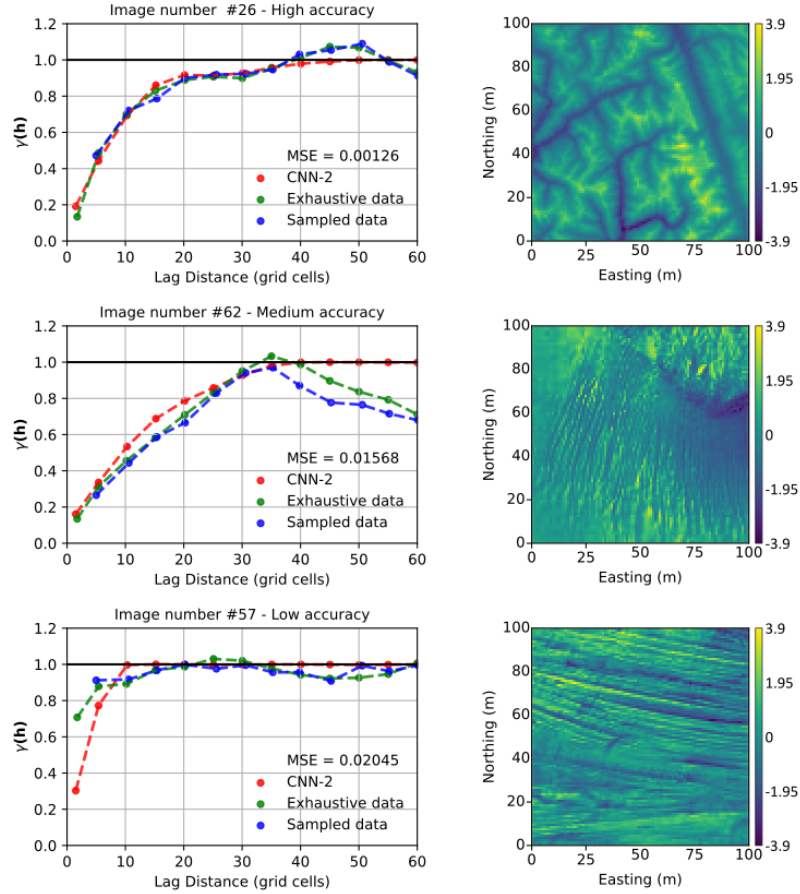 Image number  #26 - High accuracy
1.2
1.0
0.8
0.6
0.4
0.2
0.0
γ(h)
MSE = 0.00126
CNN-2
Exhaustive data
Sampled data
0 10 20 30 40 50 60
Lag Distance (grid cells)
100
80
60
40
20
0
Northing (m)
0 25 50 75 100
Easting (m)
3.9
1.95
0
-1.95
-3.9
Image number #62 - Medium accuracy
1.2
1.0
0.8
0.6
0.4
0.2
0.0
γ(h)
MSE = 0.01568
CNN-2
Exhaustive data
Sampled data
0 10 20 30 40 50 60
Lag Distance (grid cells)
100
80
60
40
20
0
Northing (m)
0 25 50 75 100
Easting (m)
3.9
1.95
0
-1.95
-3.9
Image number #57 - Low accuracy
1.2
1.0
0.8
0.6
0.4
0.2
0.0
γ(h)
MSE = 0.02045
CNN-2
Exhaustive data
Sampled data
0 10 20 30 40 50 60
Lag Distance (grid cells)
100
80
60
40
20
0
Northing (m)
0 25 50 75 100
Easting (m)
3.9
1.95
0
-1.95
-3.9